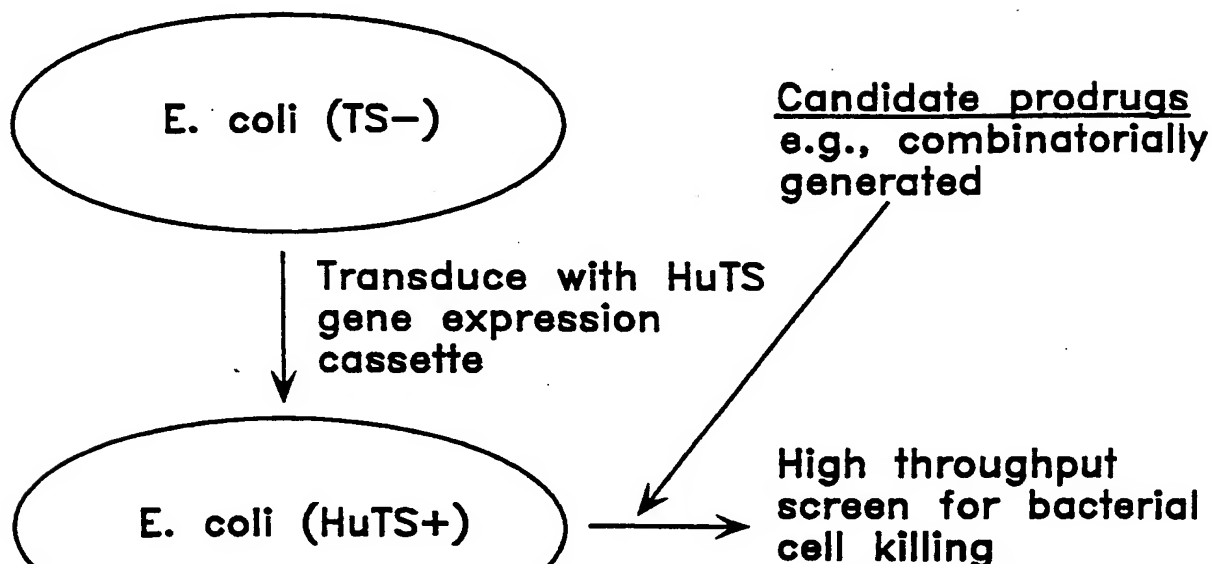 E. coli (TS−)
Candidate prodrugs
e.g., combinatorially
generated
Transduce with HuTS
gene expression
cassette
E. coli (HuTS+)
High throughput
screen for bacterial
cell killing